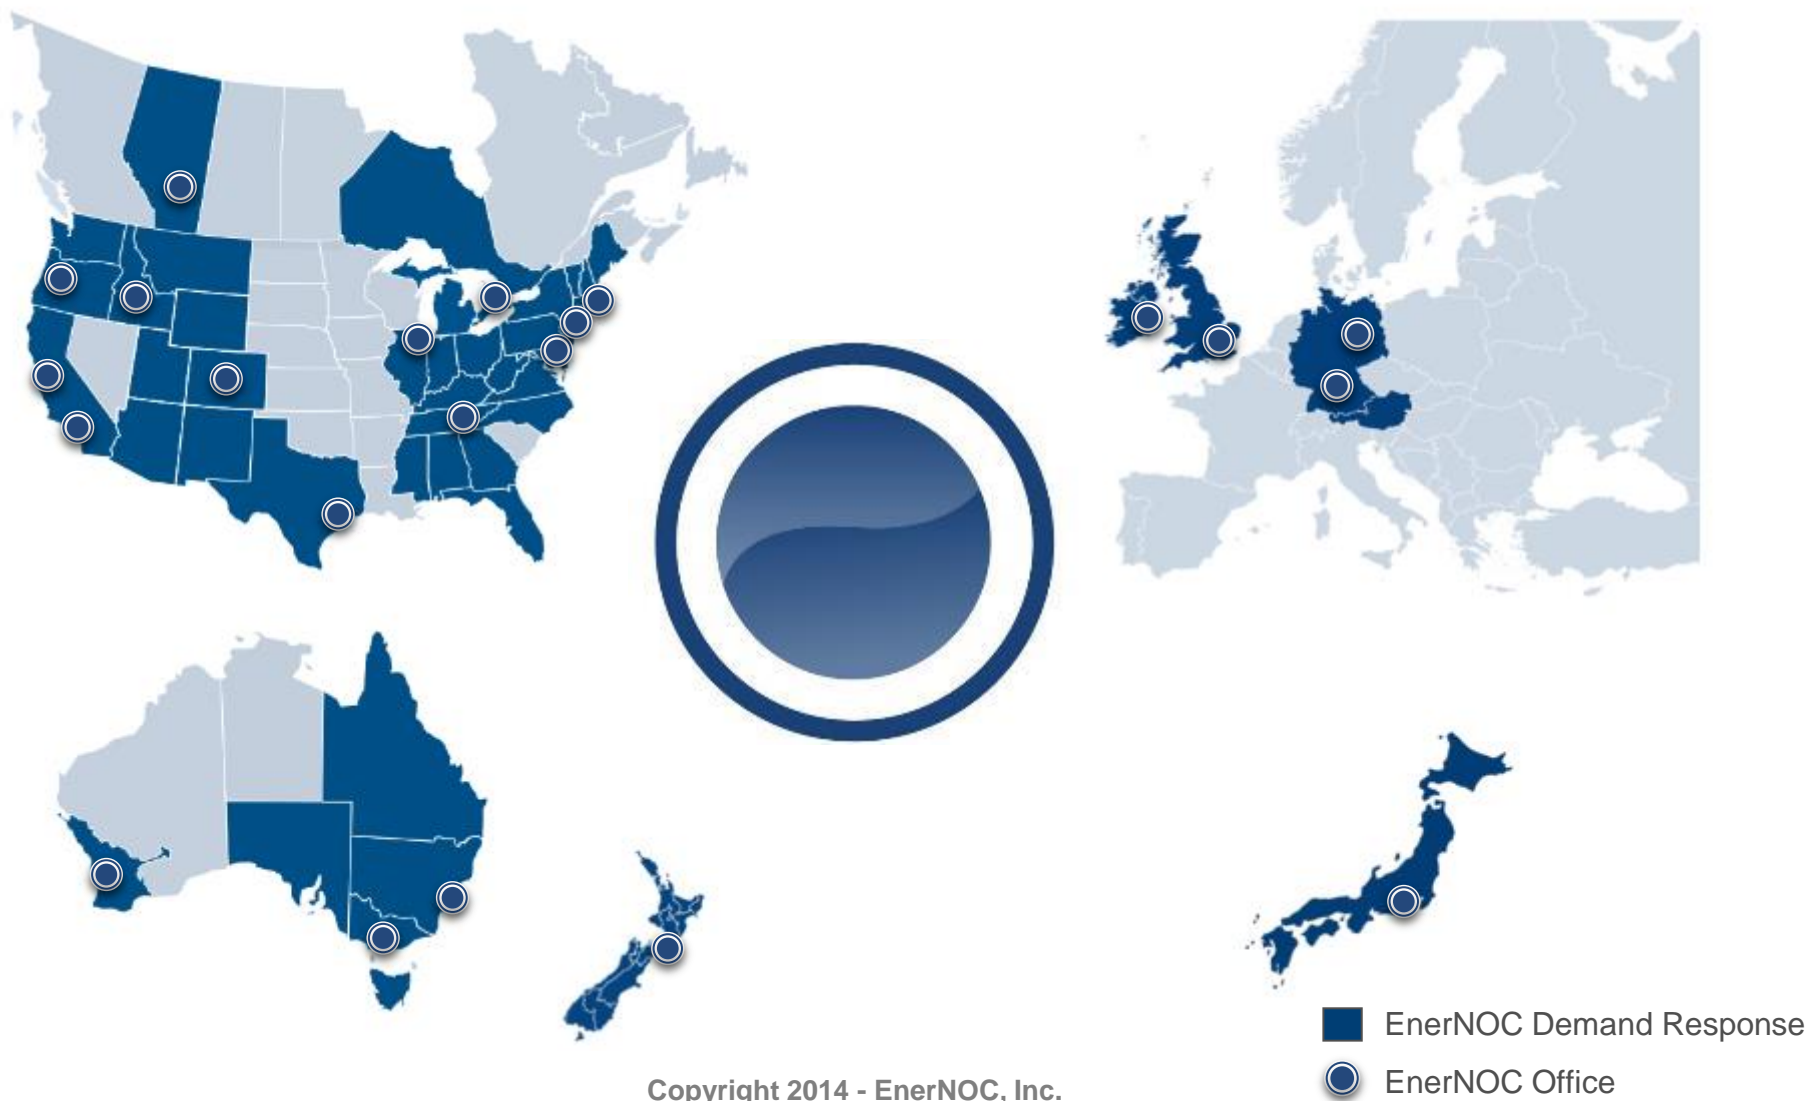 EnerNOC Demand Response
EnerNOC Office
Copyright 2014 - EnerNOC, Inc.